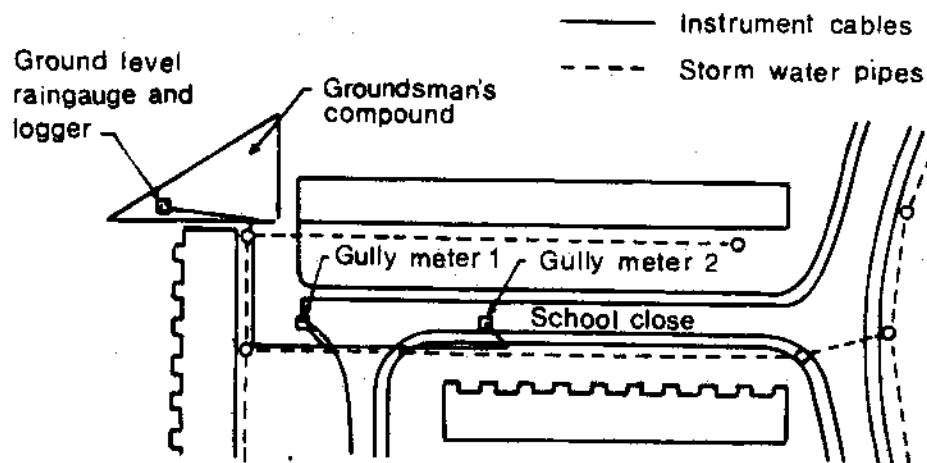 Instrument cables
Storm water pipes
Ground level
raingauge and
logger
Groundsman's
compound
Gully meter 1
Gully meter 2
School close